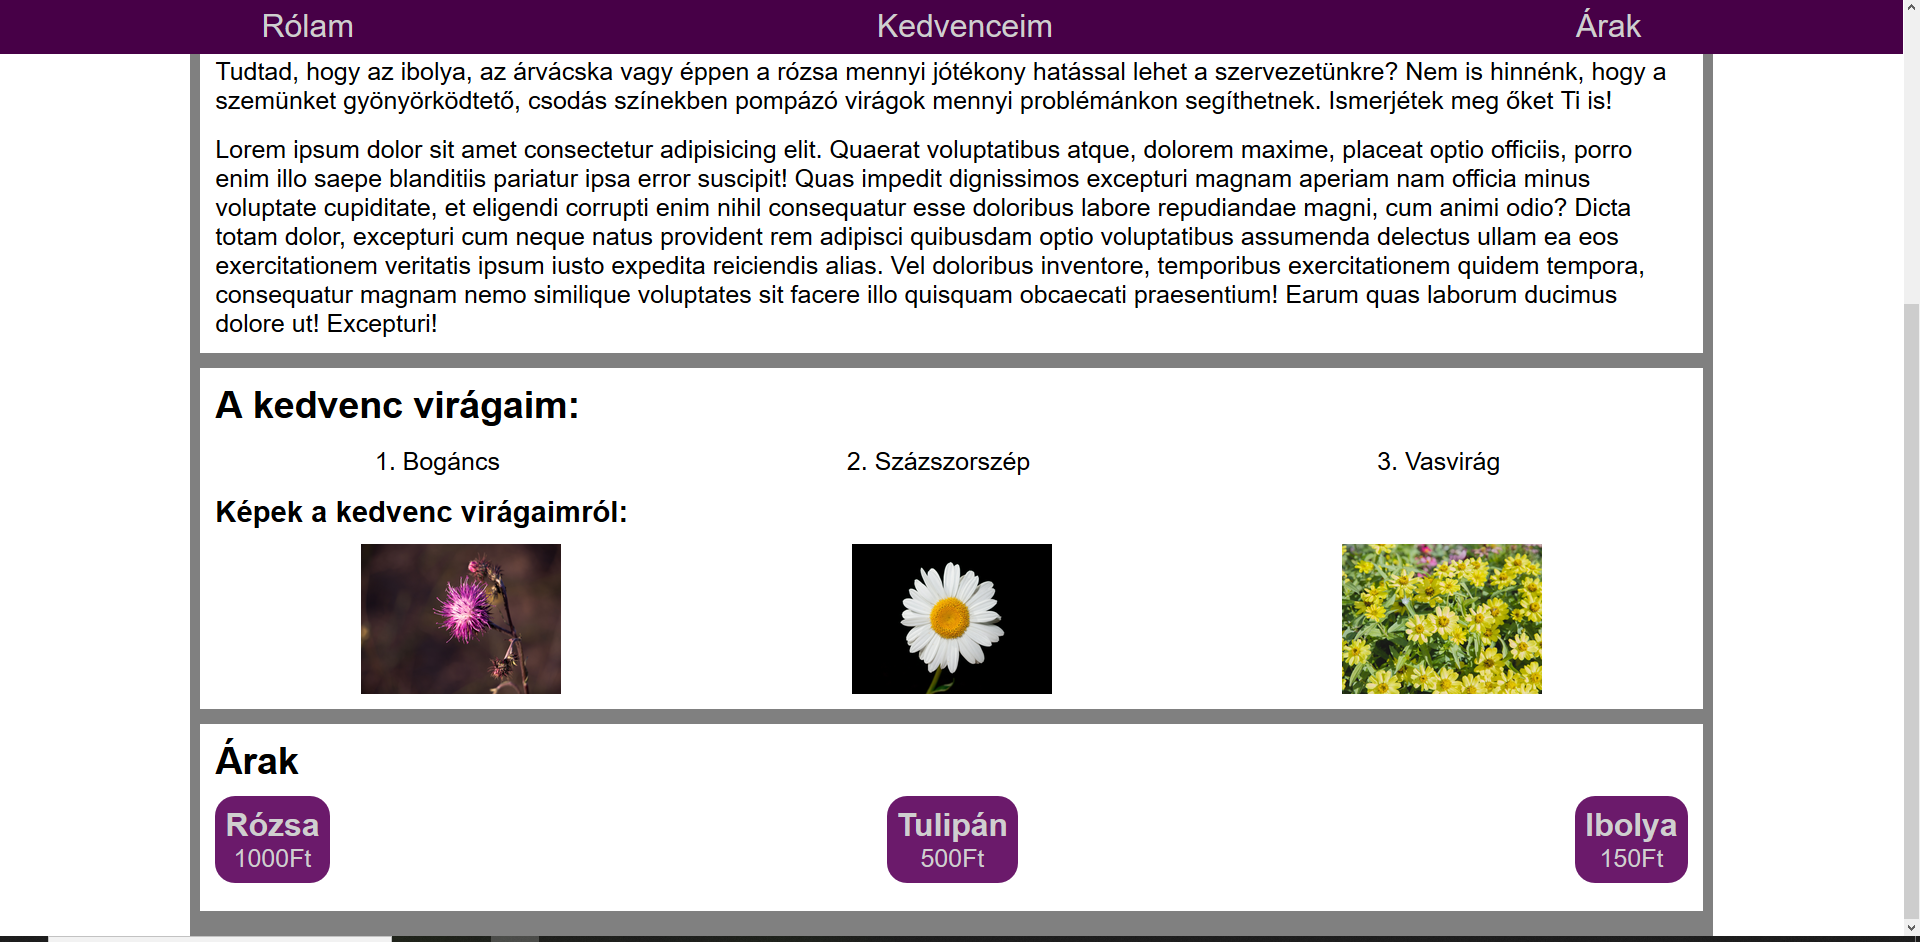 Rólam Kedvenceim Árak
Tudtad, hogy az ibolya, az árvácska vagy éppen a rózsa mennyi jótékony hatással lehet a szervezetünkre? Nem is hinnénk, hogy a
szemünket gyönyörködtető, csodás színekben pompázó virágok mennyi problémánkon segíthetnek. Ismerjétek meg őket Ti is!
Lorem ipsum dolor sit amet consectetur adipisicing elit. Quaerat voluptatibus atque, dolorem maxime, placeat optio officiis, porro
enim illo saepe blanditiis pariatur ipsa error suscipit! Quas impedit dignissimos excepturi magnam aperiam nam officia minus
voluptate cupiditate, et eligendi corrupti enim nihil consequatur esse doloribus labore repudiandae magni, cum animi odio? Dicta
totam dolor, excepturi cum neque natus provident rem adipisci quibusdam optio voluptatibus assumenda delectus ullam ea eos
exercitationem veritatis ipsum iusto expedita reiciendis alias. Vel doloribus inventore, temporibus exercitationem quidem tempora,
consequatur magnam nemo similique voluptates sit facere illo quisquam obcaecati praesentium! Earum quas laborum ducimus
dolore ut! Excepturi!
A kedvenc virágaim:
1. Bogáncs 2. Százszorszép 3. Vasvirág
Képek a kedvenc virágaimról:
Árak
Rózsa
1000Ft
Tulipán
500Ft
Ibolya
150Ft